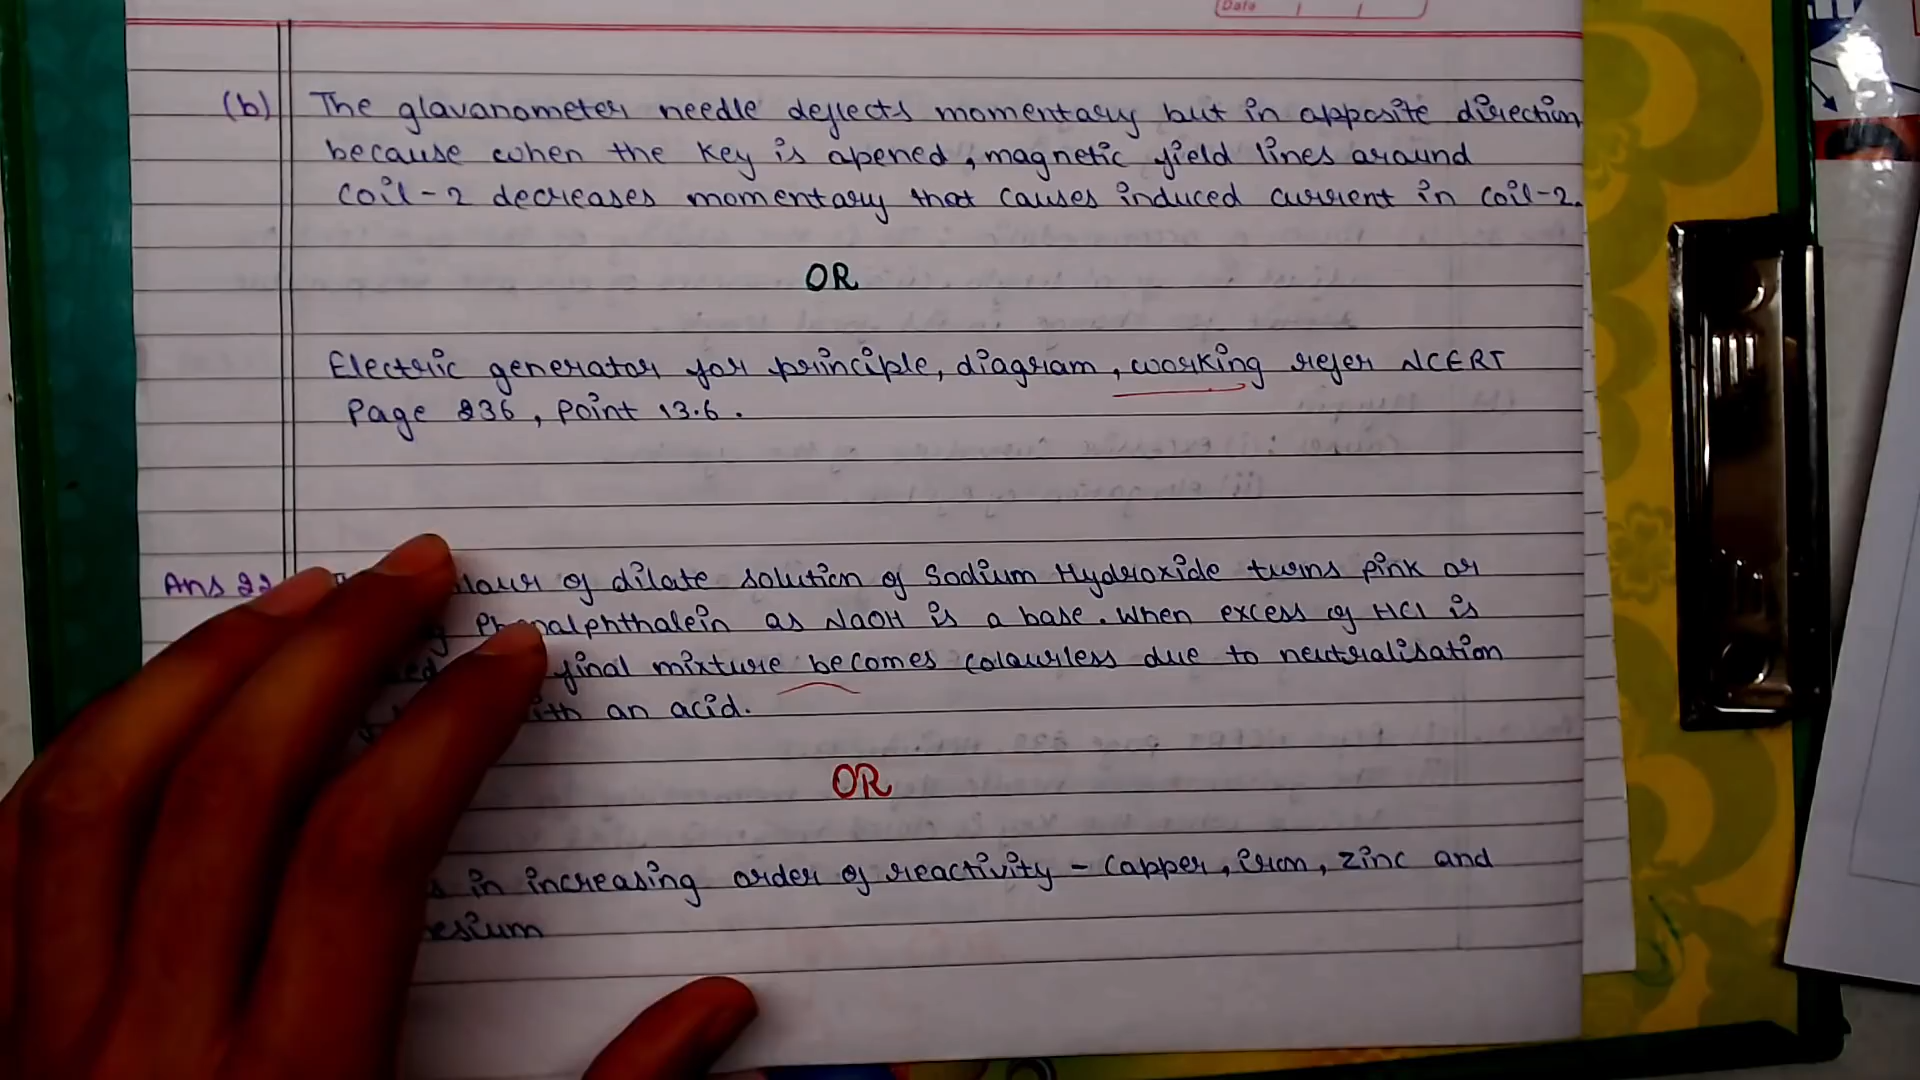 Date
(b) The glavanometer needle deflects momentary but in opposite direction
because when the key is opened, magnetic field lines around
Coil-2 decreases momentary that causes induced current in Coil-2.
OR
Electric generator for principle, diagram, working refer NCERT
Page 236, Point 13.6.
Ans 22 of dilate solution of Sodium Hydroxide turns pink or
as NaOH is a base. When excess of HCl is
final mixture becomes colourless due to neutralisation
an acid.
OR
in increasing order of reactivity - Copper, iron, zinc and